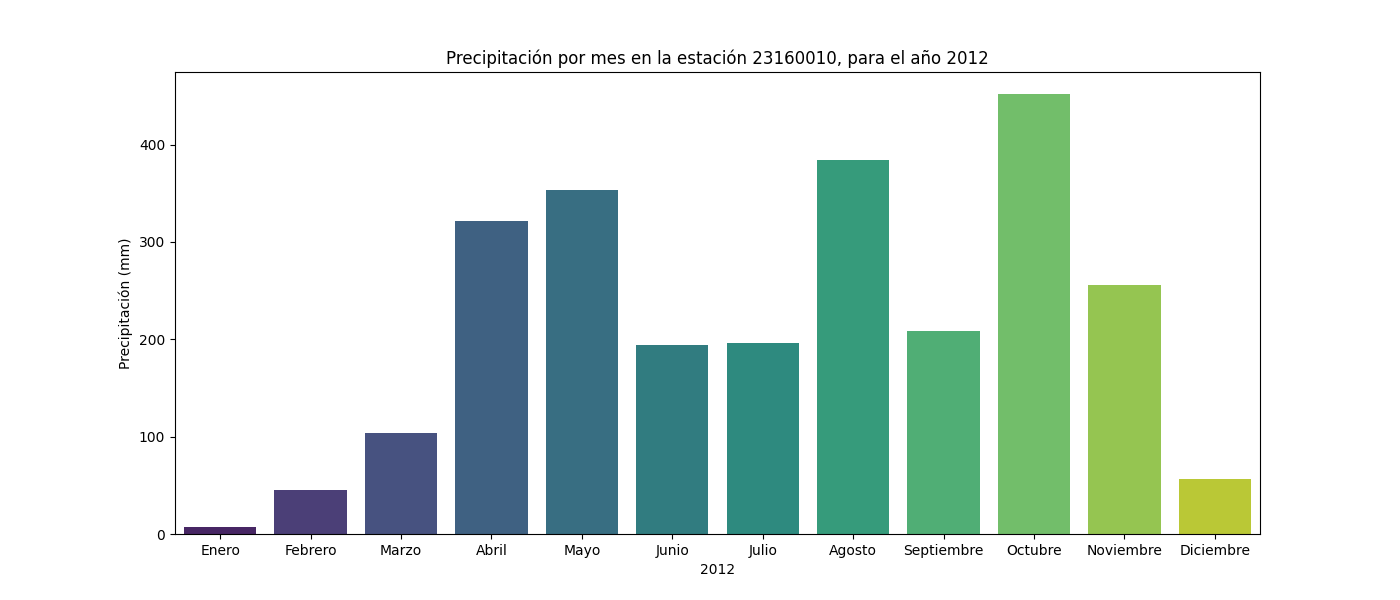 Precipitación por mes en la estación 23160010, para el año 2012
Precipitación (mm)
400
300
200
100
0
Enero Febrero Marzo Abril Mayo Junio Julio Agosto Septiembre Octubre Noviembre Diciembre
2012